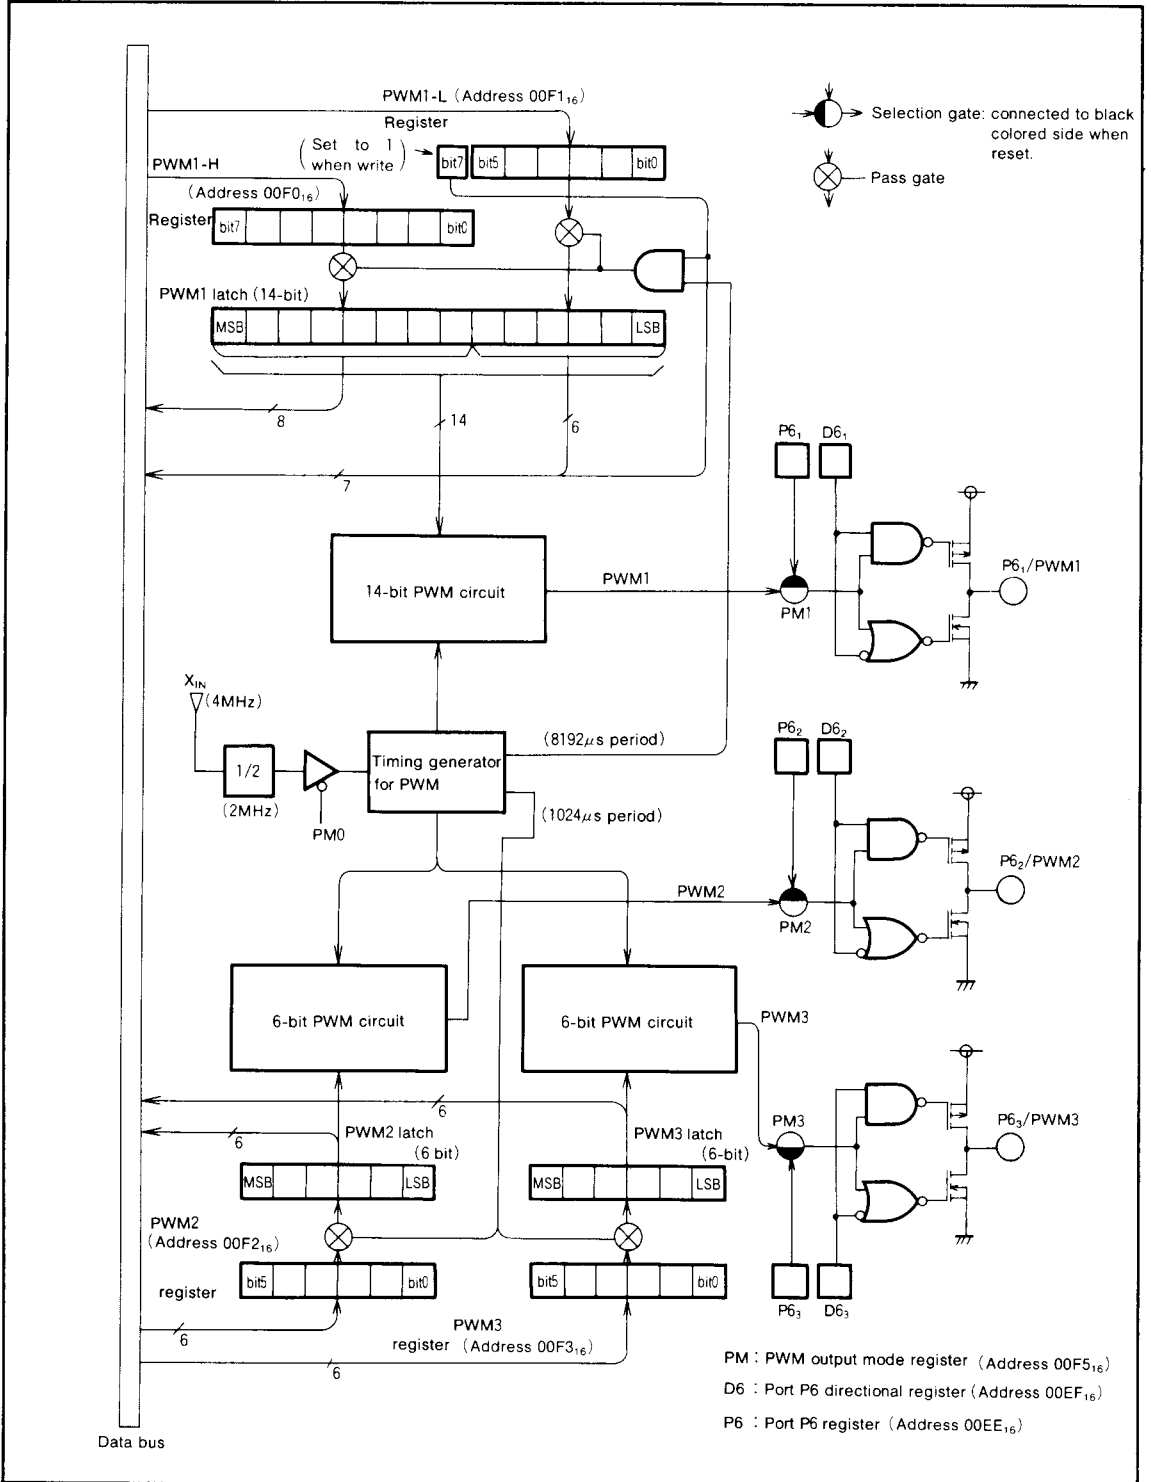 PWM1-L (Address 00F1₁₆)
Register
(Set to 1
when write)
bit7
bit5
bit0
Selection gate: connected to black
colored side when
reset.
Pass gate
PWM1-H
(Address 00F0₁₆)
Register
bit7
bit0
PWM1 latch (14-bit)
MSB
LSB
8
14
6
7
P6₁
D6₁
14-bit PWM circuit
PWM1
PM1
P6₁/PWM1
X_IN
(4MHz)
1/2
(2MHz)
PM0
Timing generator
for PWM
(8192μs period)
(1024μs period)
P6₂
D6₂
PWM2
PM2
P6₂/PWM2
6-bit PWM circuit
6-bit PWM circuit
PWM3
PM3
P6₃/PWM3
6
6
PWM2 latch
(6 bit)
PWM3 latch
(6-bit)
MSB
LSB
MSB
LSB
PWM2
(Address 00F2₁₆)
register
bit5
bit0
bit5
bit0
P6₃
D6₃
6
PWM3
register (Address 00F3₁₆)
6
PM : PWM output mode register (Address 00F5₁₆)
D6 : Port P6 directional register (Address 00EF₁₆)
P6 : Port P6 register (Address 00EE₁₆)
Data bus